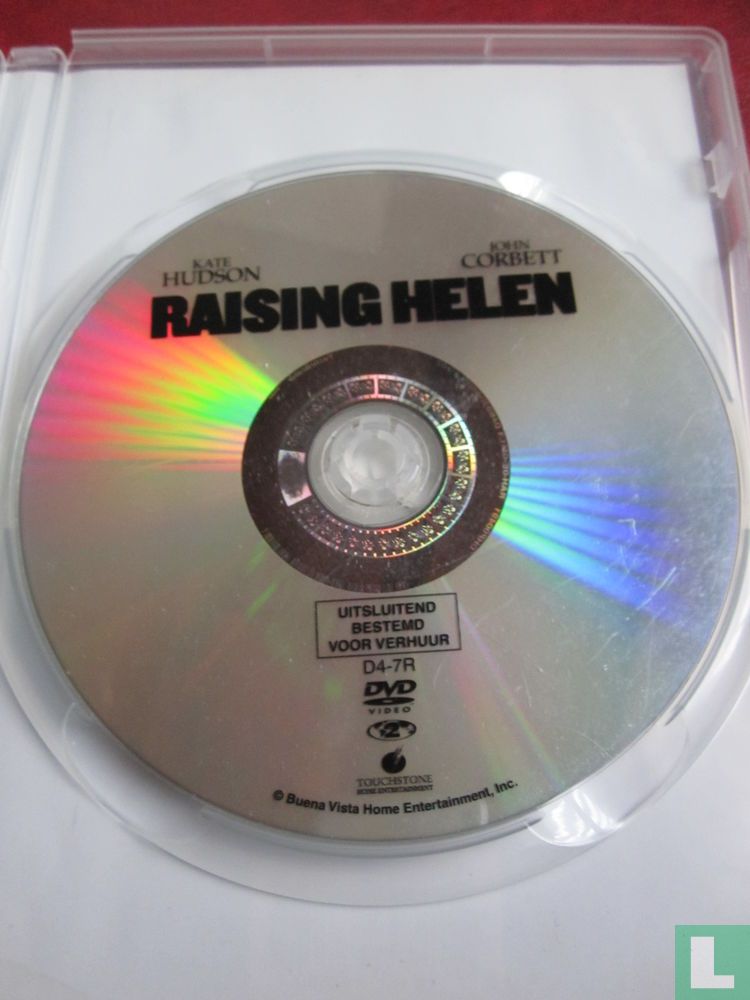 KATE
HUDSON
JOHN
CORBETT
RAISING HELEN
UITSLUITEND
BESTEMD
VOOR VERHUUR
D4-7R
DVD
VIDEO
2
TOUCHSTONE
HOME ENTERTAINMENT
© Buena Vista Home Entertainment, Inc.
L